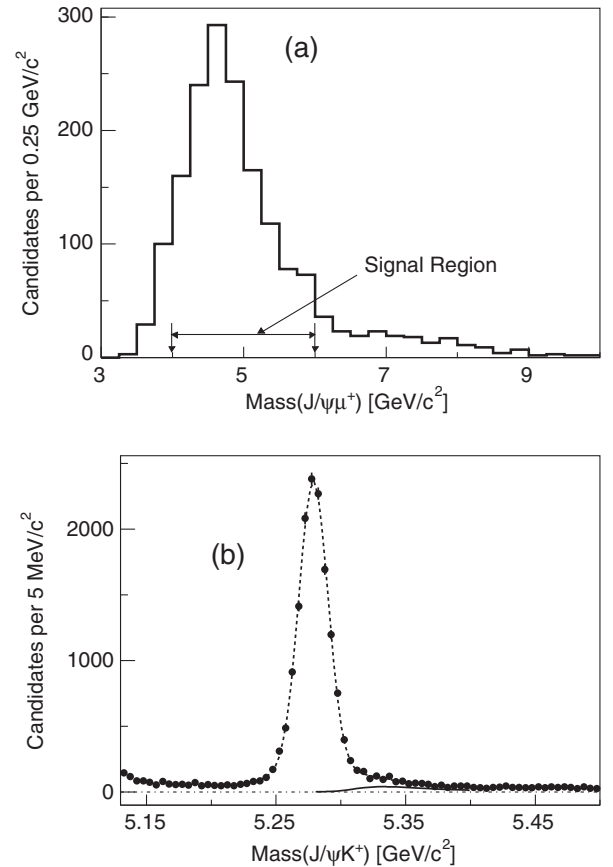 300
(a)
Candidates per 0.25 GeV/c²
200
Signal Region
100
0
3 5 7 9
Mass(J/ψμ⁺) [GeV/c²]
2000
(b)
Candidates per 5 MeV/c²
1000
0
5.15 5.25 5.35 5.45
Mass(J/ψK⁺) [GeV/c²]